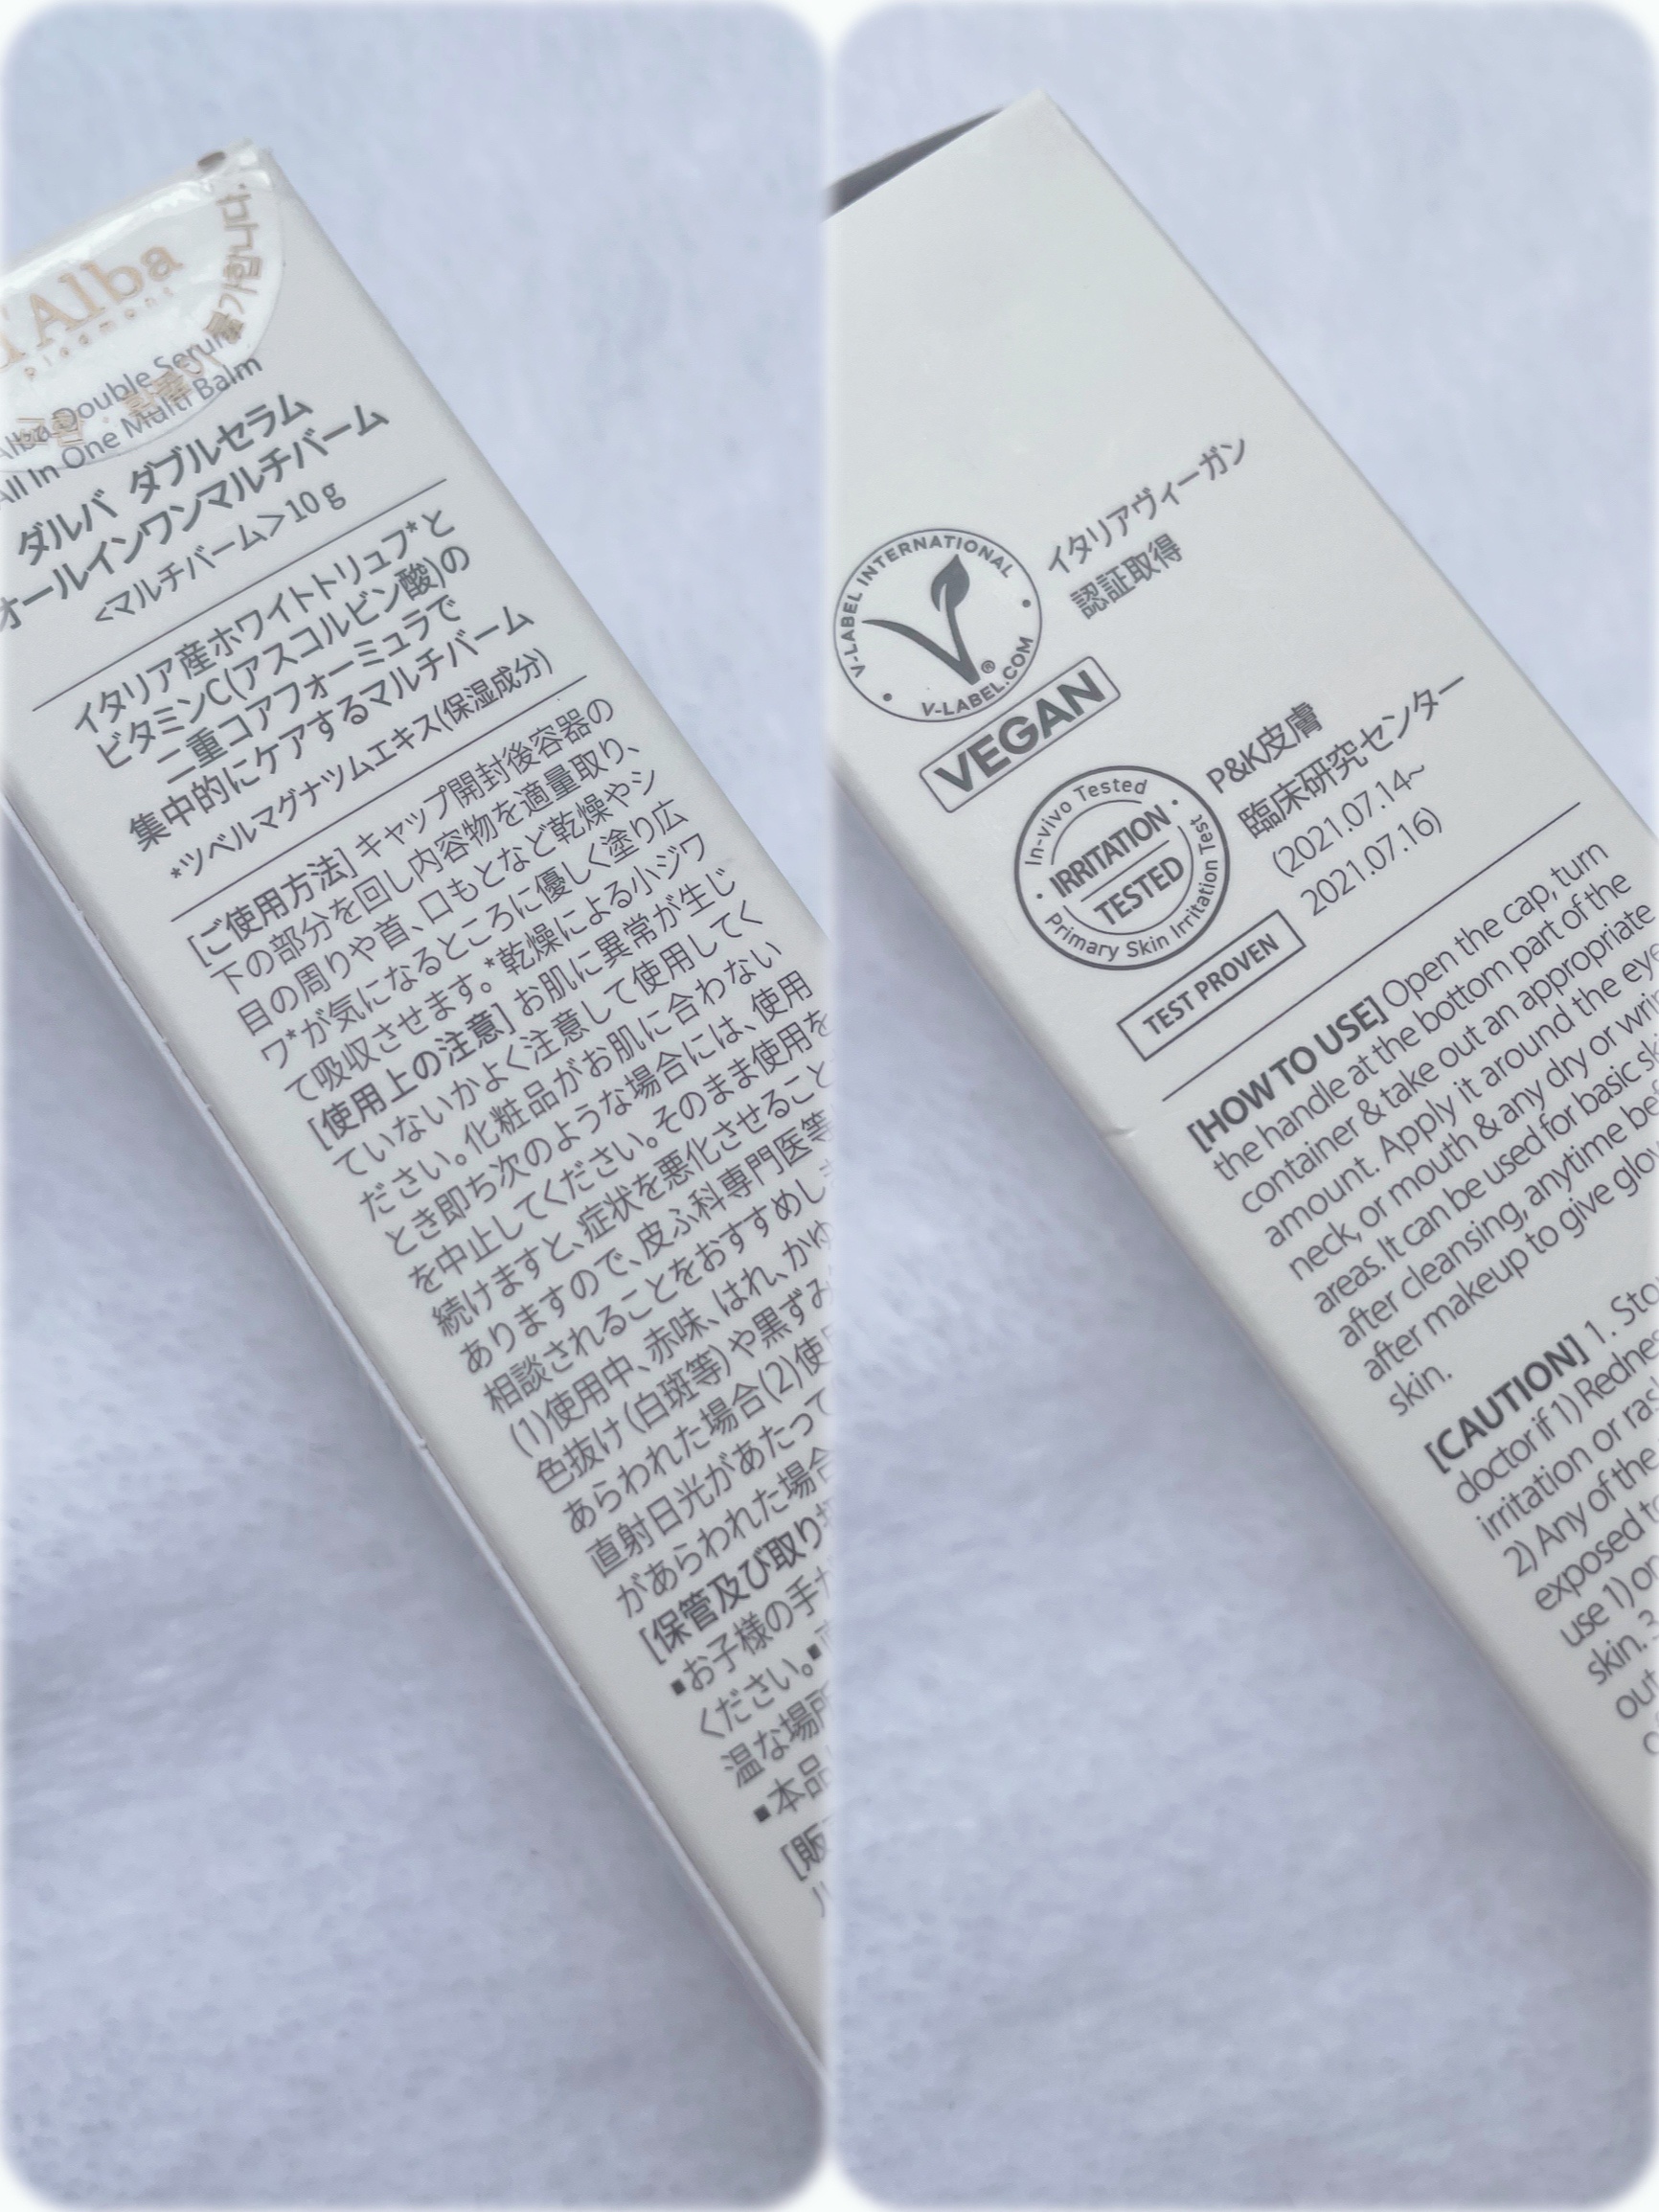 d'Alba
piedmont
불가합니다.
d'Alba Double Serum
All In One Multi Balm
ダルバ ダブルセラム
オールインワンマルチバーム
<マルチバーム>10 g
イタリア産ホワイトトリュフ*と
ビタミンC(アスコルビン酸)の
二重コアフォーミュラで
集中的にケアするマルチバーム
*ツベルマグナツムエキス(保湿成分)
[ご使用方法] キャップ開封後容器の
下の部分を回し内容物を適量取り、
目の周りや首、口もとなど乾燥やシ
ワ*が気になるところに優しく塗り広
て吸収させます。*乾燥による小ジワ
[使用上の注意] お肌に異常が生じ
ていないかよく注意して使用してく
ださい。化粧品がお肌に合わない
とき即ち次のような場合には、使用
を中止してください。そのまま使用を
続けますと、症状を悪化させること
ありますので、皮ふ科専門医等
相談されることをおすすめし
(1)使用中、赤味、はれ、かゆ
色抜け(白斑等)や黒ずみ
あらわれた場合(2)使
直射日光があたって
があらわれた場合
[保管及び取り
▪お子様の手
ください。▪
温な場所
▪本品
[販
V-LABEL INTERNATIONAL
V-LABEL.COM
®
VEGAN
イタリアヴィーガン
認証取得
In-vivo Tested
IRRITATION
TESTED
Primary Skin Irritation Test
TEST PROVEN
P&K皮膚
臨床研究センター
(2021.07.14~
2021.07.16)
[HOW TO USE] Open the cap, turn
the handle at the bottom part of the
container & take out an appropriate
amount. Apply it around the eye
neck, or mouth & any dry or wrin
areas. It can be used for basic sk
after cleansing, anytime bef
after makeup to give glow
skin.
[CAUTION] 1. Sto
doctor if 1) Rednes
irritation or ras
2) Any of the
exposed to
use 1) or
skin. 3
out